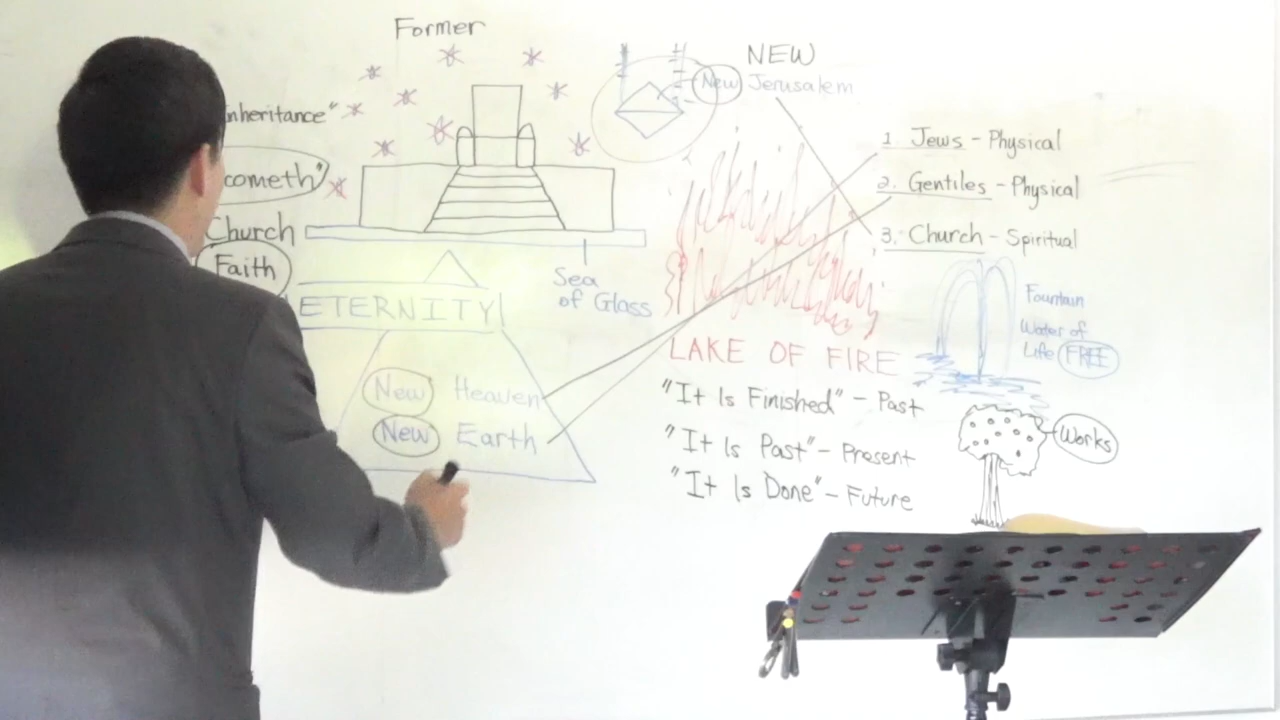 Former
inheritance"
cometh"
Church
Faith
Sea
of Glass
ETERNITY
New Heaven
New Earth
NEW
New Jerusalem
1 Jews - Physical
2. Gentiles - Physical
3. Church - Spiritual
LAKE OF FIRE
Fountain
Water of
Life FREE
"It Is Finished" - Past
"It Is Past" - Present
"It Is Done" - Future
Works